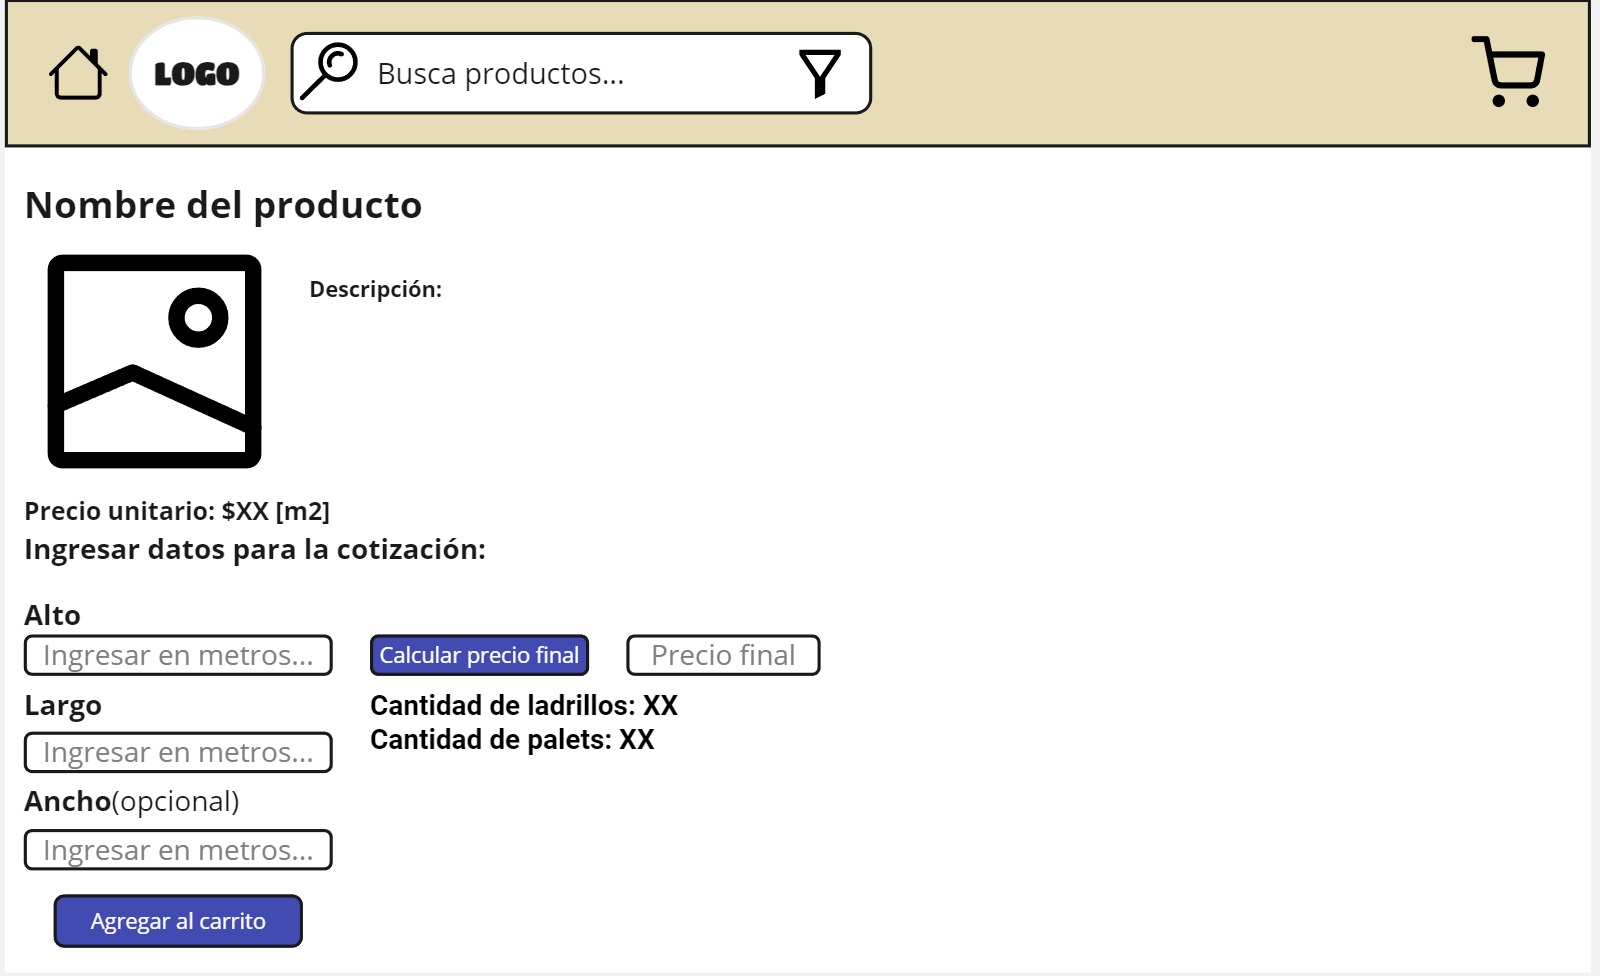 LOGO
Busca productos...
Nombre del producto
Descripción:
Precio unitario: $XX [m2]
Ingresar datos para la cotización:
Alto
Ingresar en metros...
Calcular precio final
Precio final
Largo
Cantidad de ladrillos: XX
Cantidad de palets: XX
Ingresar en metros...
Ancho(opcional)
Ingresar en metros...
Agregar al carrito